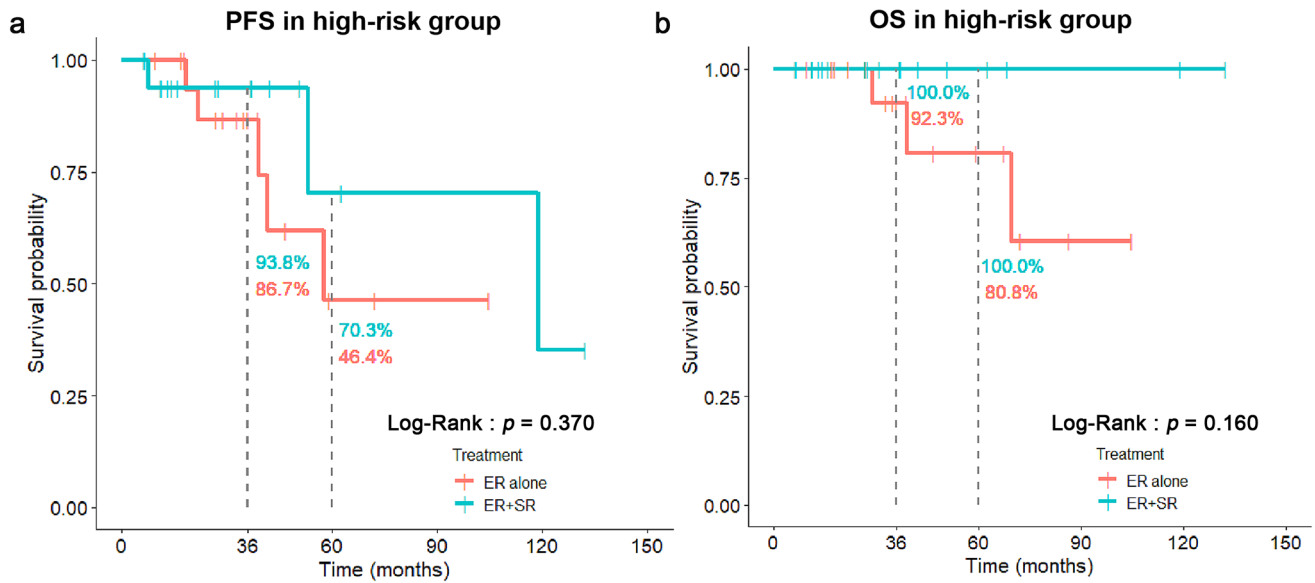 a
PFS in high-risk group
Survival probability
1.00
0.75
0.50
0.25
0.00
93.8%
86.7%
70.3%
46.4%
Log-Rank : p = 0.370
Treatment
ER alone
ER+SR
0 36 60 90 120 150
Time (months)
b
OS in high-risk group
Survival probability
1.00
0.75
0.50
0.25
0.00
100.0%
92.3%
100.0%
80.8%
Log-Rank : p = 0.160
Treatment
ER alone
ER+SR
0 36 60 90 120 150
Time (months)